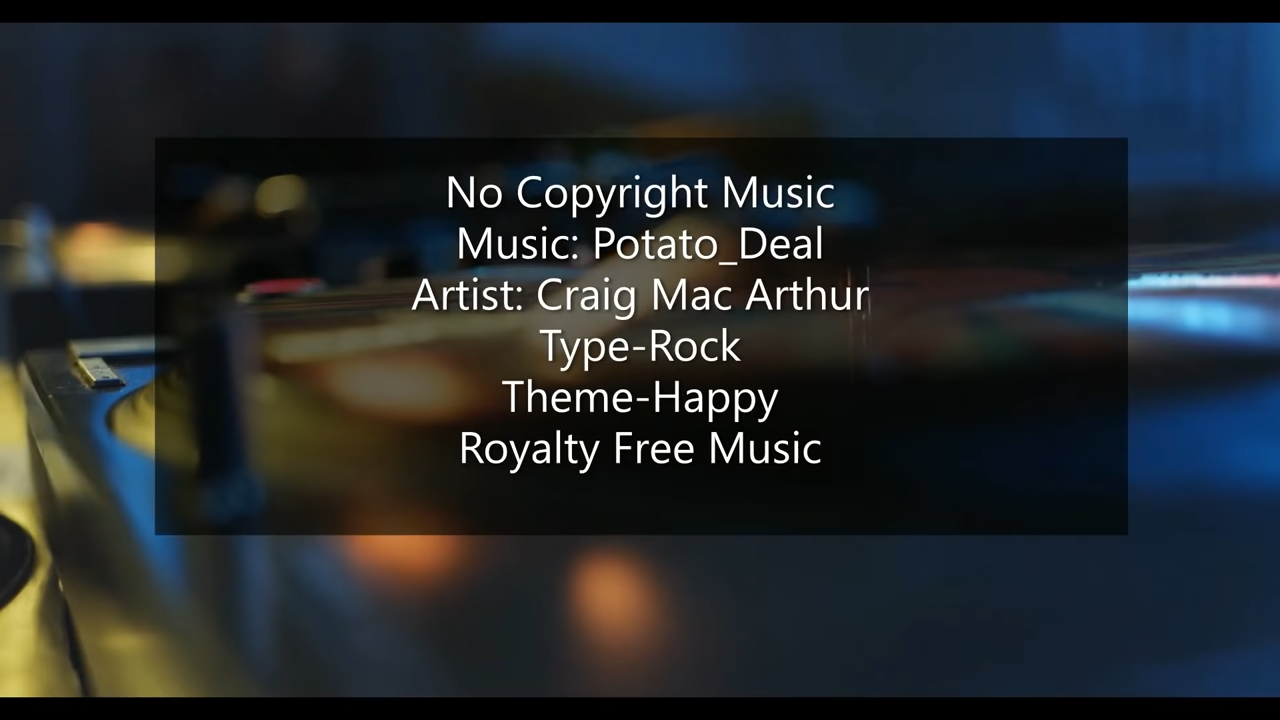 No Copyright Music
Music: Potato_Deal
Artist: Craig Mac Arthur
Type-Rock
Theme-Happy
Royalty Free Music